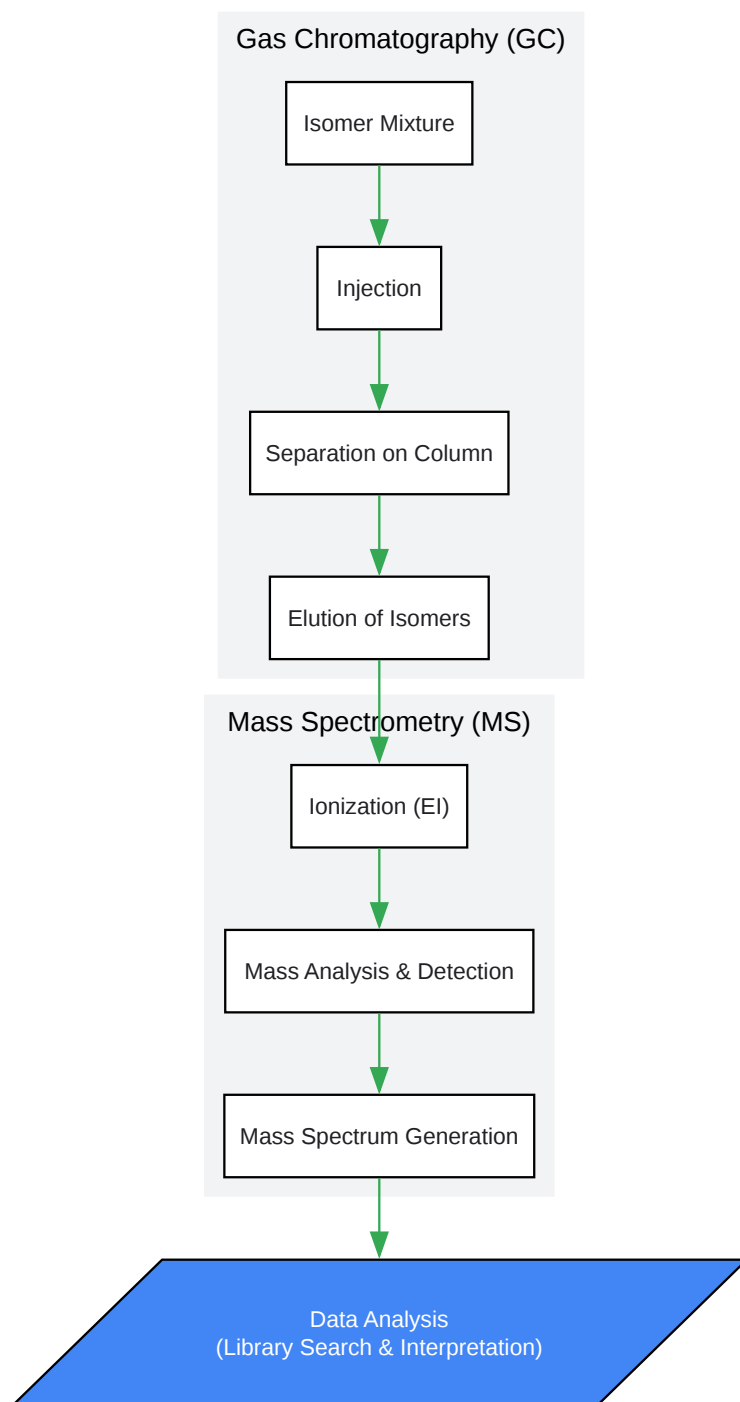 Gas Chromatography (GC)
Isomer Mixture
Injection
Separation on Column
Elution of Isomers
Mass Spectrometry (MS)
Ionization (EI)
Mass Analysis & Detection
Mass Spectrum Generation
Data Analysis
(Library Search & Interpretation)